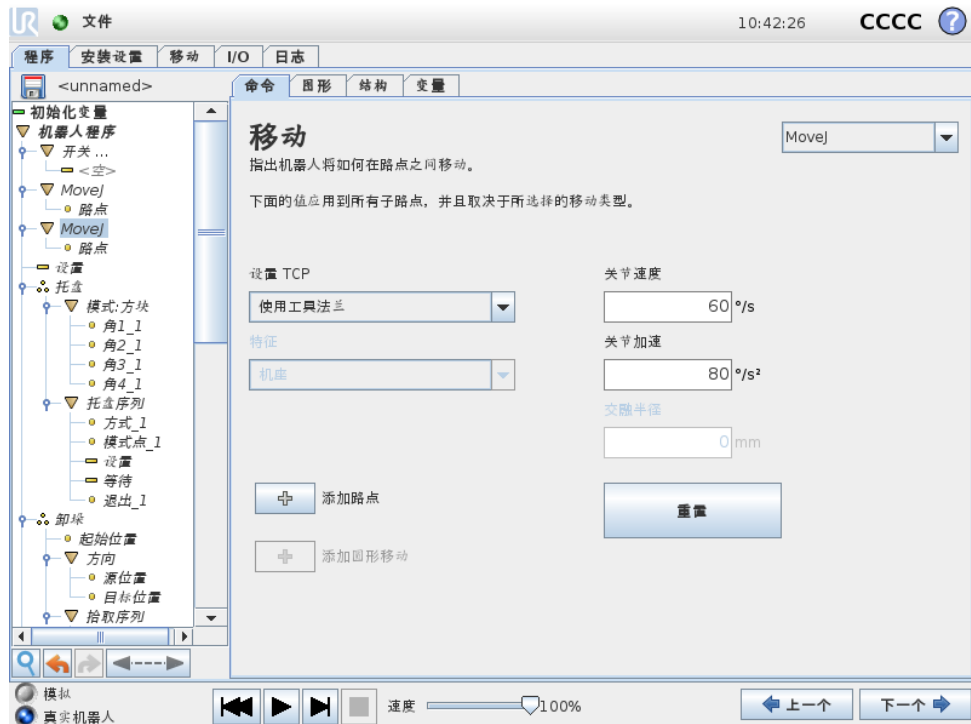 UR 文件 10:42:26 CCCC ?
程序 安装设置 移动 I/O 日志
<unnamed>
命令 图形 结构 变量
初始化变量
机器人程序
开关 ...
<空>
MoveJ
路点
MoveJ
路点
设置
托盘
模式:方块
角1_1
角2_1
角3_1
角4_1
托盘序列
方式_1
模式点_1
设置
等待
退出_1
卸垛
起始位置
方向
源位置
目标位置
拾取序列
移动
MoveJ
指出机器人将如何在路点之间移动。
下面的值应用到所有子路点，并且取决于所选择的移动类型。
设置 TCP
使用工具法兰
特征
机座
关节速度
60 °/s
关节加速
80 °/s²
交融半径
0 mm
添加路点
重置
添加圆形移动
模拟
真实机器人
速度 100%
上一个 下一个